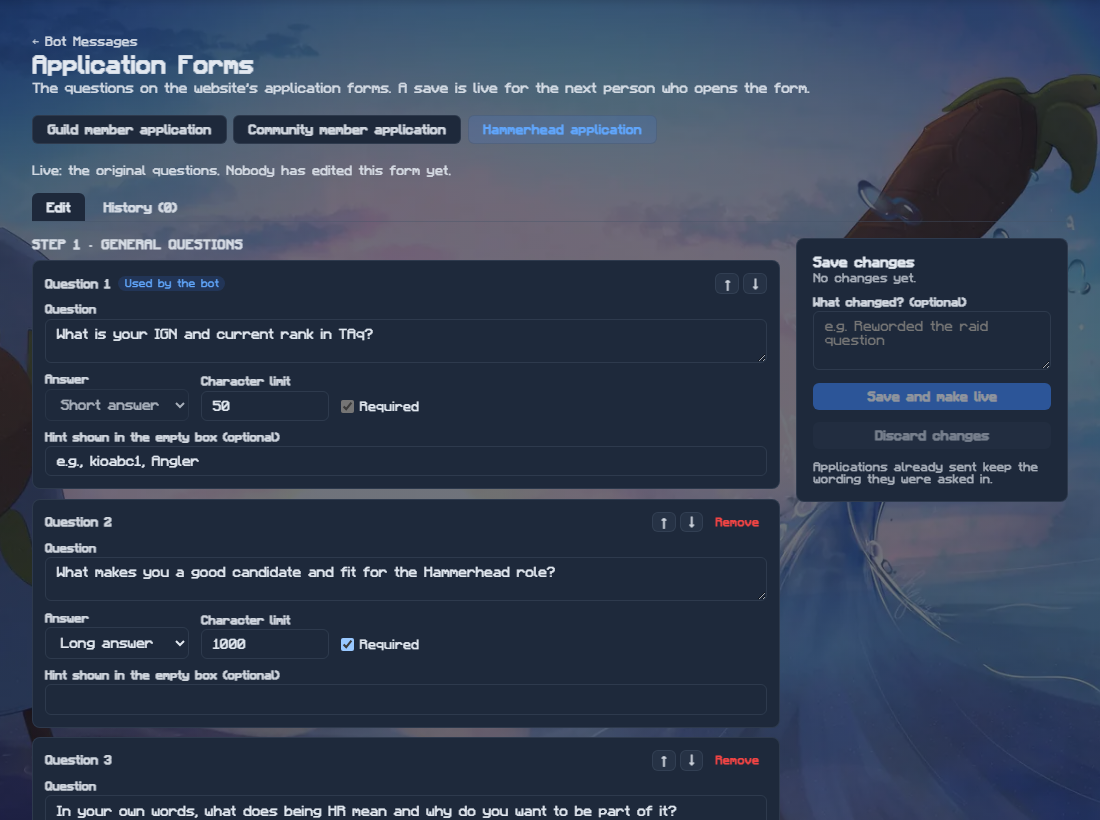 ← Bot Messages
Application Forms
The questions on the website's application forms. A save is live for the next person who opens the form.
Guild member application
Community member application
Hammerhead application
Live: the original questions. Nobody has edited this form yet.
Edit
History (0)
STEP 1 - GENERAL QUESTIONS
Question 1
Used by the bot
↑ ↓
Question
What is your IGN and current rank in TAq?
Answer
Character limit
Short answer
50
Required
Hint shown in the empty box (optional)
e.g., kioabc1, Angler
Question 2
↑ ↓
Remove
Question
What makes you a good candidate and fit for the Hammerhead role?
Answer
Character limit
Long answer
1000
Required
Hint shown in the empty box (optional)
Question 3
↑ ↓
Remove
Question
In your own words, what does being HR mean and why do you want to be part of it?
Save changes
No changes yet.
What changed? (optional)
e.g. Reworded the raid
question
Save and make live
Discard changes
Applications already sent keep the
wording they were asked in.